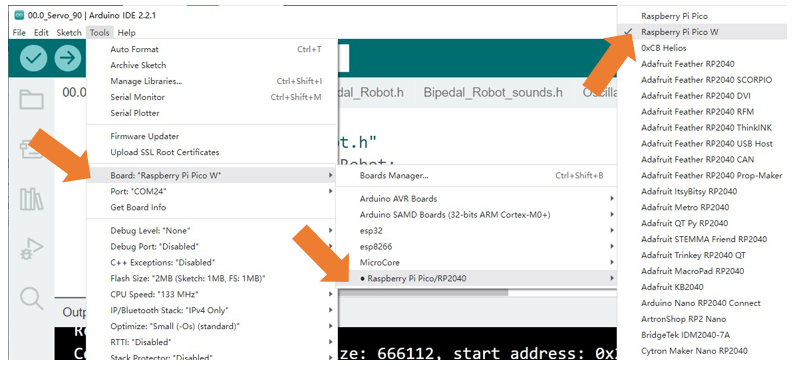 00.0_Servo_90 | Arduino IDE 2.2.1
File Edit Sketch Tools Help
Auto Format Ctrl+T
Archive Sketch
Manage Libraries... Ctrl+Shift+I
Serial Monitor Ctrl+Shift+M
Serial Plotter
Firmware Updater
Upload SSL Root Certificates
Board: "Raspberry Pi Pico W"
Port: "COM24"
Get Board Info
Debug Level: "None"
Debug Port: "Disabled"
C++ Exceptions: "Disabled"
Flash Size: "2MB (Sketch: 1MB, FS: 1MB)"
CPU Speed: "133 MHz"
IP/Bluetooth Stack: "IPv4 Only"
Optimize: "Small (-Os) (standard)"
RTTI: "Disabled"
Stack Protector: "Disabled"
00.
dal_Robot.h Bipedal_Robot_sounds.h Oscilla
t.h"
Robot;
Boards Manager... Ctrl+Shift+B
Arduino AVR Boards
Arduino SAMD Boards (32-bits ARM Cortex-M0+)
esp32
esp8266
MicroCore
● Raspberry Pi Pico/RP2040
Raspberry Pi Pico
✓ Raspberry Pi Pico W
0xCB Helios
Adafruit Feather RP2040
Adafruit Feather RP2040 SCORPIO
Adafruit Feather RP2040 DVI
Adafruit Feather RP2040 RFM
Adafruit Feather RP2040 ThinkINK
Adafruit Feather RP2040 USB Host
Adafruit Feather RP2040 CAN
Adafruit Feather RP2040 Prop-Maker
Adafruit ItsyBitsy RP2040
Adafruit Metro RP2040
Adafruit QT Py RP2040
Adafruit STEMMA Friend RP2040
Adafruit Trinkey RP2040 QT
Adafruit MacroPad RP2040
Adafruit KB2040
Arduino Nano RP2040 Connect
ArtronShop RP2 Nano
BridgeTek IDM2040-7A
Cytron Maker Nano RP2040
Outp
Co ze: 666112, start address: 0x